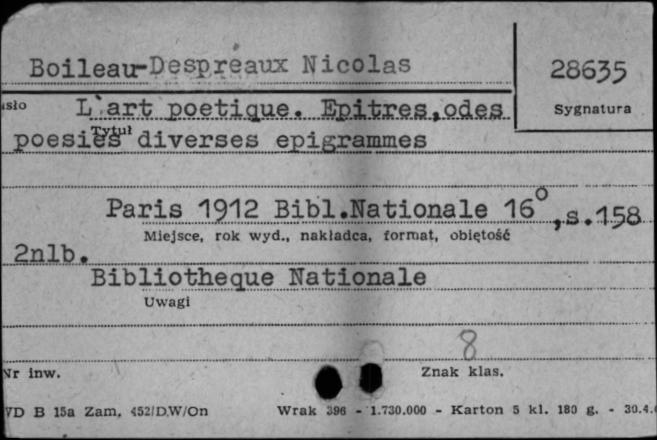 Boileau-Despreaux Nicolas
28635
Sygnatura
L'art poetique. Epitres,odes
Tytuł
poesies diverses epigrammes
Paris 1912 Bibl.Nationale 16°,s.158
Miejsce, rok wyd., nakładca, format, objętość
2nlb.
Bibliotheque Nationale
Uwagi
8
Nr inw.
Znak klas.
D B 15a Zam. 452/D.W/On Wrak 396 - 1.730.000 - Karton 5 kl. 180 g. - 30.4.